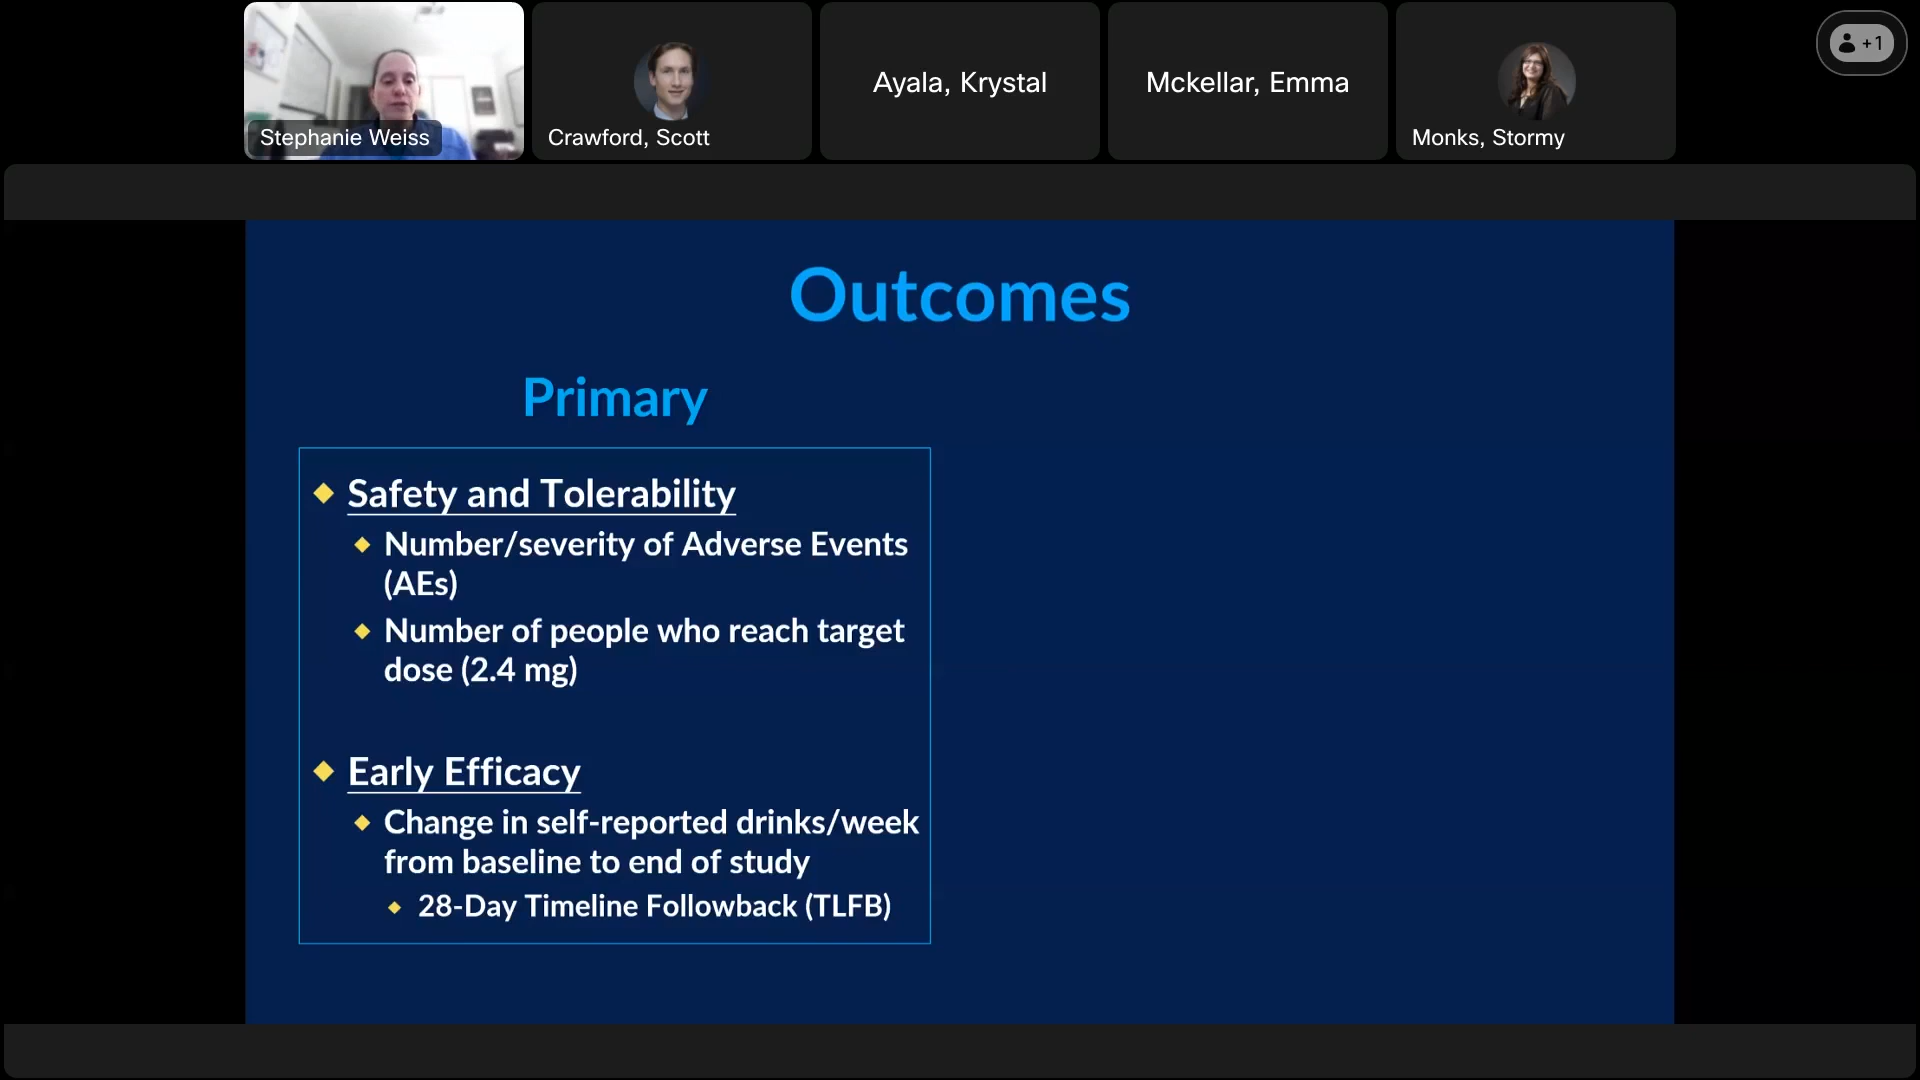 Stephanie Weiss
Crawford, Scott
Ayala, Krystal
Mckellar, Emma
Monks, Stormy
+1
Outcomes
Primary
Safety and Tolerability
Number/severity of Adverse Events
(AEs)
Number of people who reach target
dose (2.4 mg)
Early Efficacy
Change in self-reported drinks/week
from baseline to end of study
28-Day Timeline Followback (TLFB)